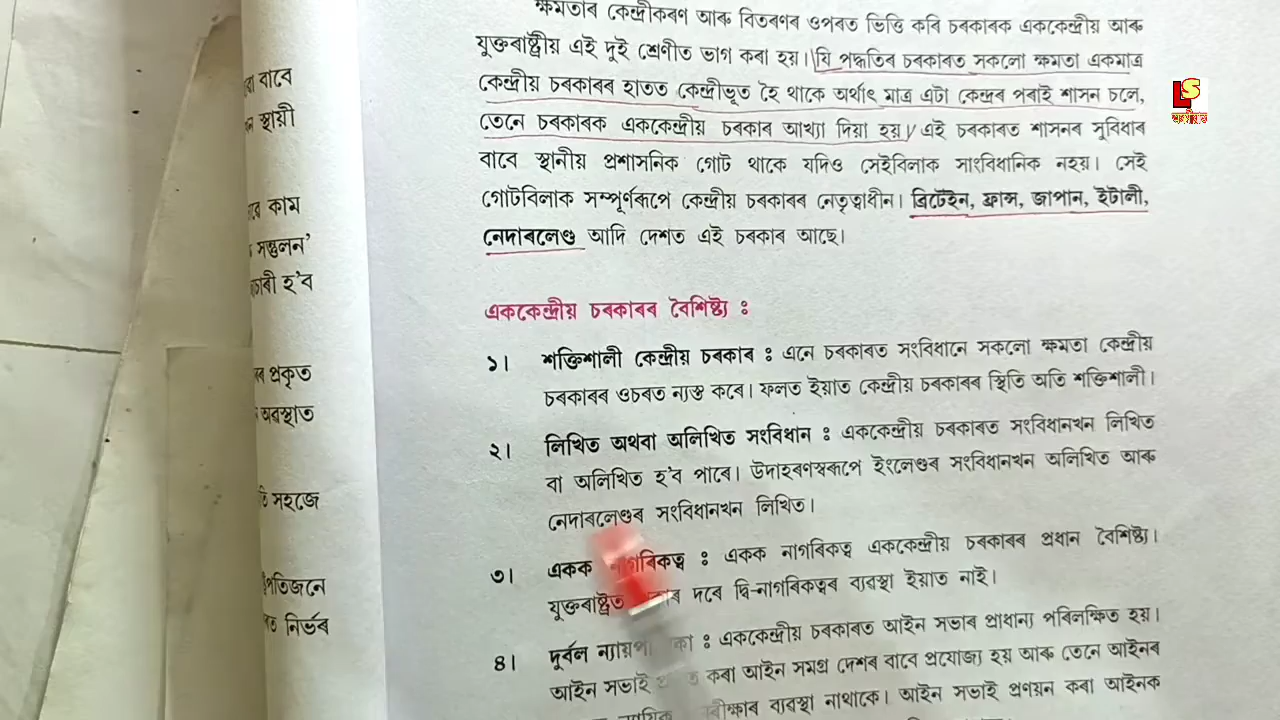 ক্ষমতাৰ কেন্দ্ৰীকৰণ আৰু বিতৰণৰ ওপৰত ভিত্তি কৰি চৰকাৰক এককেন্দ্ৰীয় আৰু
যুক্তৰাষ্ট্ৰীয় এই দুই শ্ৰেণীত ভাগ কৰা হয়। যি পদ্ধতিৰ চৰকাৰত সকলো ক্ষমতা একমাত্ৰ
কেন্দ্ৰীয় চৰকাৰৰ হাতত কেন্দ্ৰীভূত হৈ থাকে অৰ্থাৎ মাত্ৰ এটা কেন্দ্ৰৰ পৰাই শাসন চলে,
তেনে চৰকাৰক এককেন্দ্ৰীয় চৰকাৰ আখ্যা দিয়া হয়। এই চৰকাৰত শাসনৰ সুবিধাৰ
বাবে স্থানীয় প্ৰশাসনিক গোট থাকে যদিও সেইবিলাক সাংবিধানিক নহয়। সেই
গোটবিলাক সম্পূৰ্ণৰূপে কেন্দ্ৰীয় চৰকাৰৰ নেতৃত্বাধীন। ব্ৰিটেইন, ফ্ৰান্স, জাপান, ইটালী,
নেদাৰলেণ্ড আদি দেশত এই চৰকাৰ আছে।
এককেন্দ্ৰীয় চৰকাৰৰ বৈশিষ্ট্য :
১। শক্তিশালী কেন্দ্ৰীয় চৰকাৰ : এনে চৰকাৰত সংবিধানে সকলো ক্ষমতা কেন্দ্ৰীয়
চৰকাৰৰ ওচৰত ন্যস্ত কৰে। ফলত ইয়াত কেন্দ্ৰীয় চৰকাৰৰ স্থিতি অতি শক্তিশালী।
২। লিখিত অথবা অলিখিত সংবিধান : এককেন্দ্ৰীয় চৰকাৰত সংবিধানখন লিখিত
বা অলিখিত হ'ব পাৰে। উদাহৰণস্বৰূপে ইংলেণ্ডৰ সংবিধানখন অলিখিত আৰু
নেদাৰলেণ্ডৰ সংবিধানখন লিখিত।
৩। একক নাগৰিকত্ব : একক নাগৰিকত্ব এককেন্দ্ৰীয় চৰকাৰৰ প্ৰধান বৈশিষ্ট্য।
যুক্তৰাষ্ট্ৰত দৰে দ্বি-নাগৰিকত্বৰ ব্যৱস্থা ইয়াত নাই।
৪। দুৰ্বল : এককেন্দ্ৰীয় চৰকাৰত আইন সভাৰ প্ৰাধান্য পৰিলক্ষিত হয়।
আইন সভাই কৰা আইন সমগ্ৰ দেশৰ বাবে প্ৰযোজ্য হয় আৰু তেনে আইনৰ
ব্যৱস্থা নাথাকে। আইন সভাই প্ৰণয়ন কৰা আইনক
বাবে
স্থায়ী
কাম
সন্তুলন'
হ'ব
প্ৰকৃত
অৱস্থাত
সহজে
নিৰ্ভৰ
LS